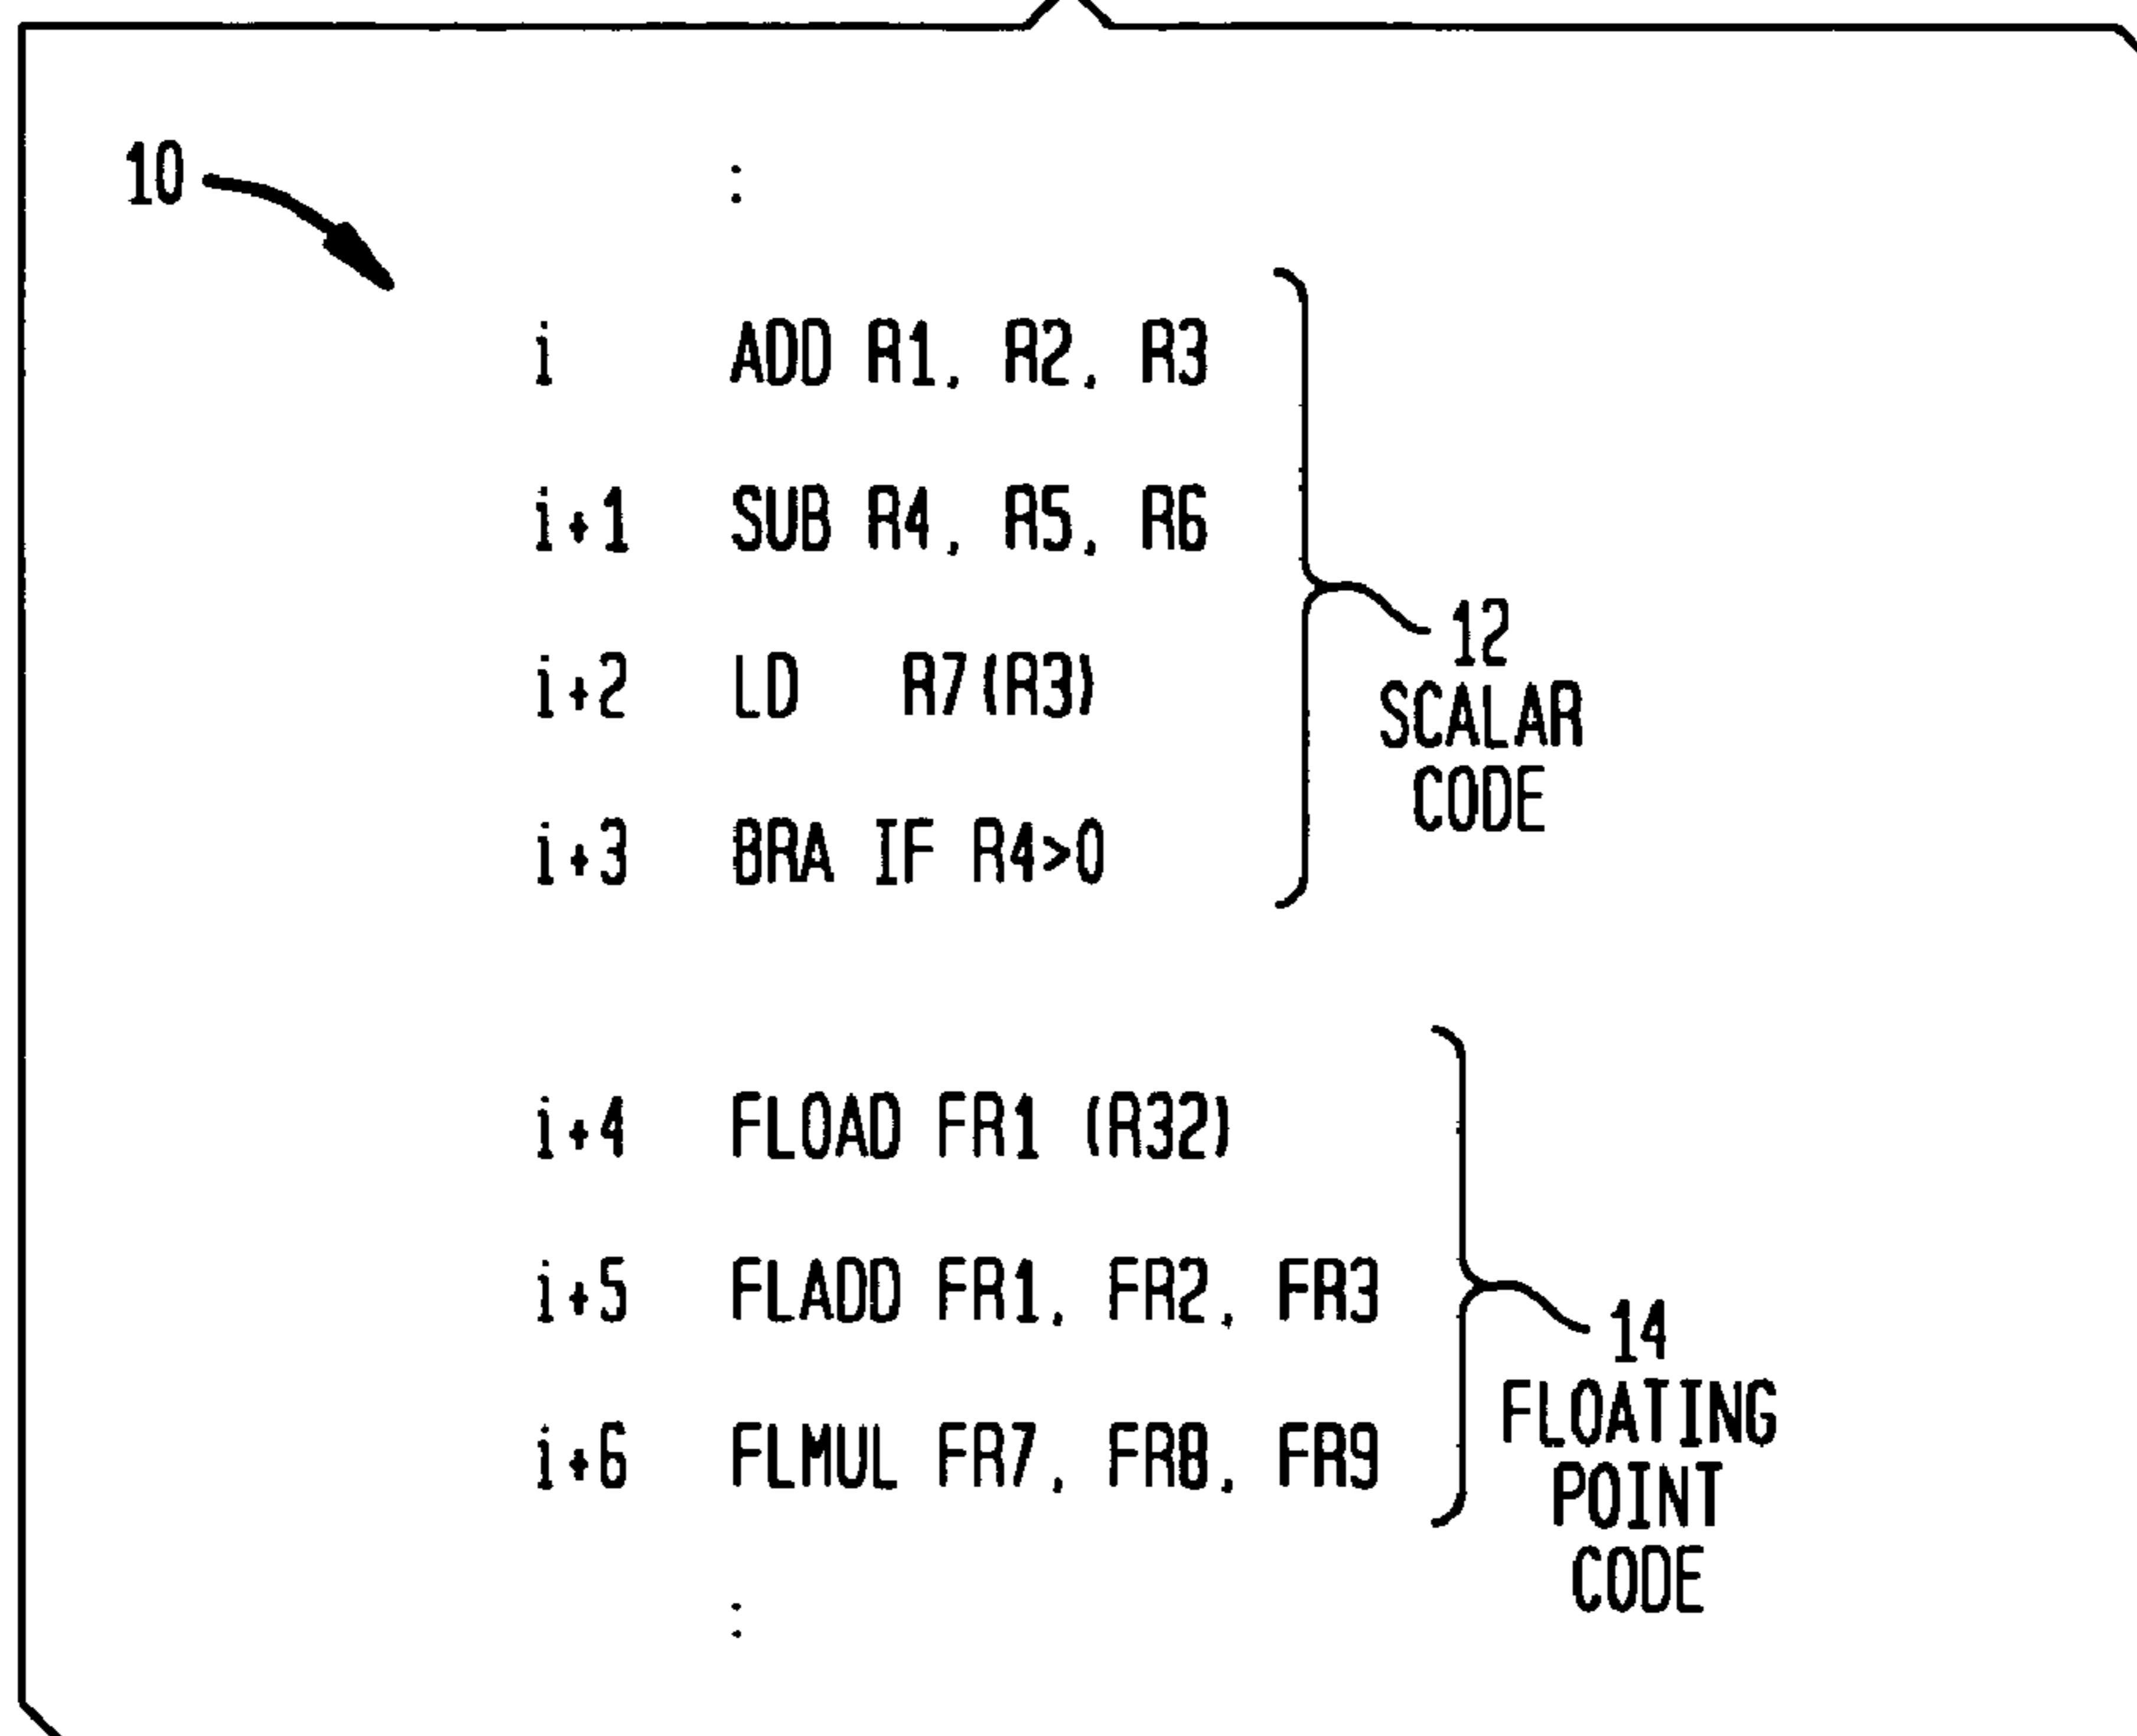 10
:
i ADD R1, R2, R3
i+1 SUB R4, R5, R6
i+2 LD R7(R3)
i+3 BRA IF R4>0
12
SCALAR
CODE
i+4 FLOAD FR1 (R32)
i+5 FLADD FR1, FR2, FR3
i+6 FLMUL FR7, FR8, FR9
14
FLOATING
POINT
CODE
: